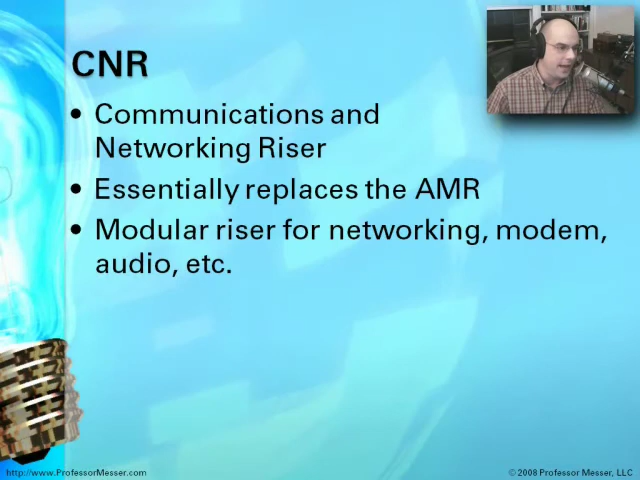 CNR
• Communications and
Networking Riser
• Essentially replaces the AMR
• Modular riser for networking, modem,
audio, etc.
http://www.ProfessorMesser.com
© 2008 Professor Messer, LLC